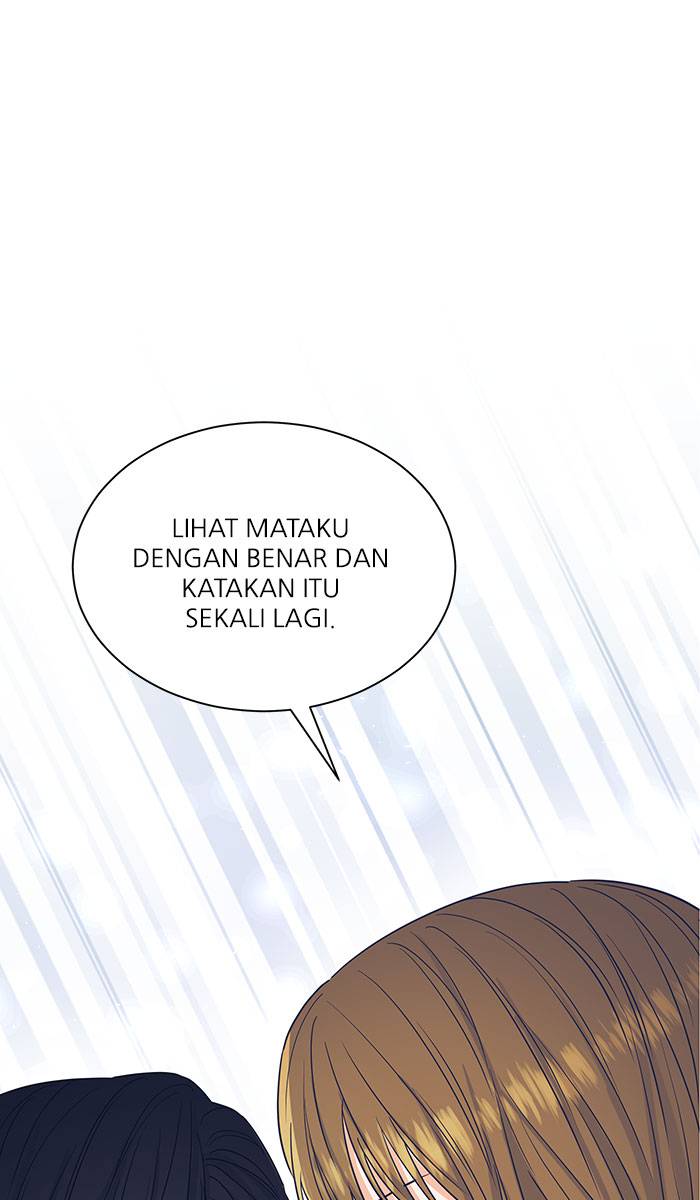 LIHAT MATAKU
DENGAN BENAR DAN
KATAKAN ITU
SEKALI LAGI.